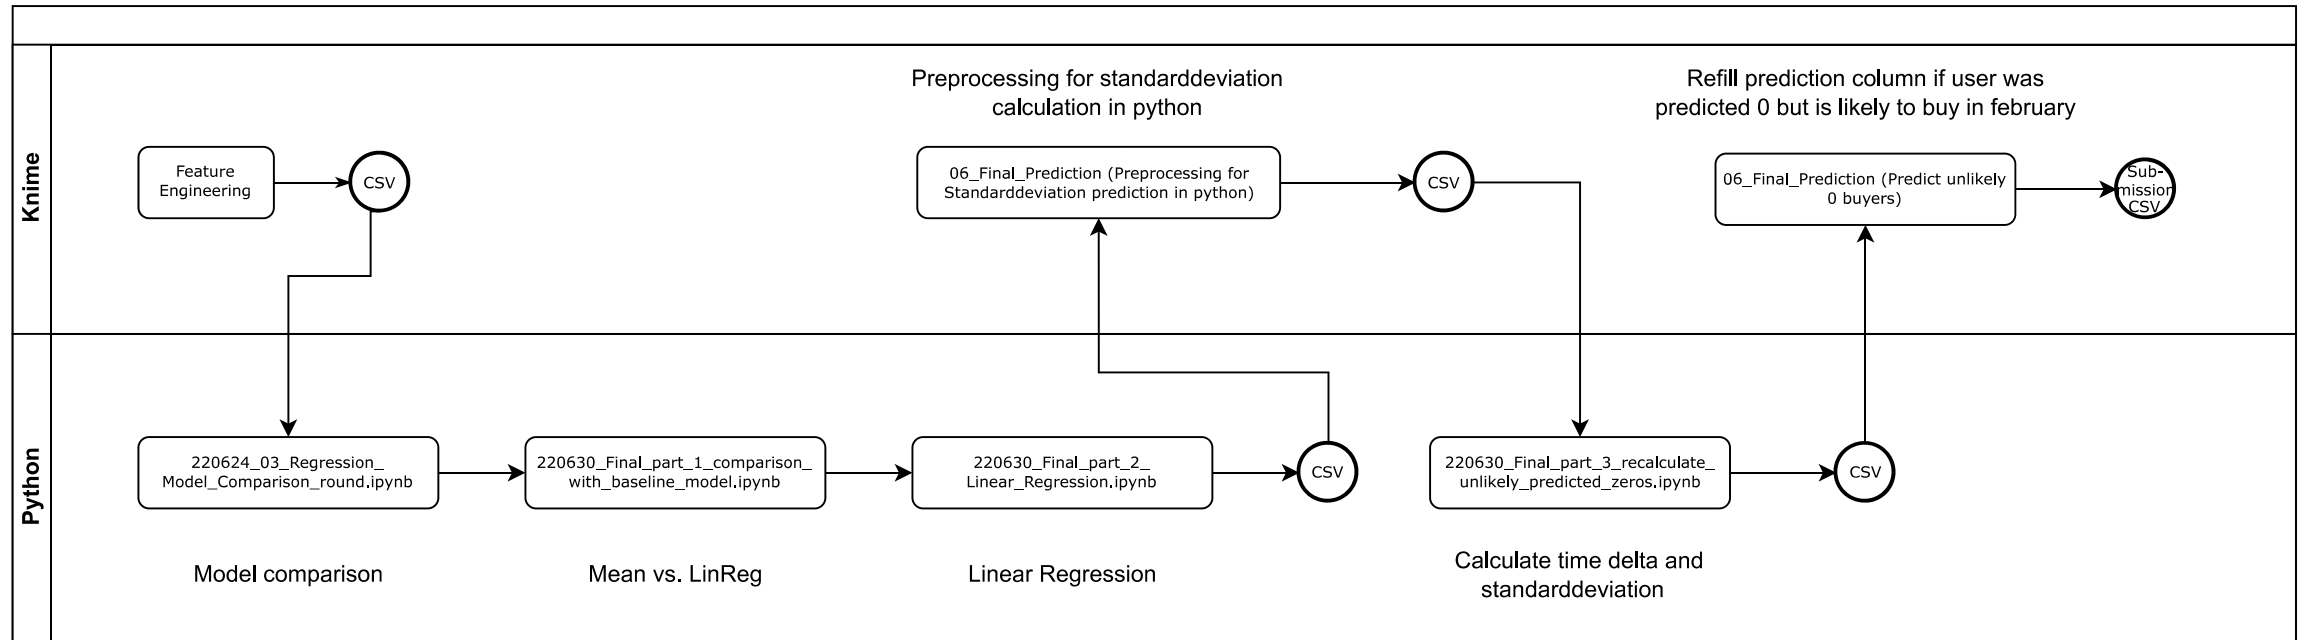 Knime
Feature
Engineering
CSV
Preprocessing for standarddeviation
calculation in python
06_Final_Prediction (Preprocessing for
Standarddeviation prediction in python)
CSV
Refill prediction column if user was
predicted 0 but is likely to buy in february
06_Final_Prediction (Predict unlikely
0 buyers)
Sub-
mission
CSV
Python
220624_03_Regression_
Model_Comparison_round.ipynb
Model comparison
220630_Final_part_1_comparison_
with_baseline_model.ipynb
Mean vs. LinReg
220630_Final_part_2_
Linear_Regression.ipynb
Linear Regression
CSV
220630_Final_part_3_recalculate_
unlikely_predicted_zeros.ipynb
Calculate time delta and
standarddeviation
CSV